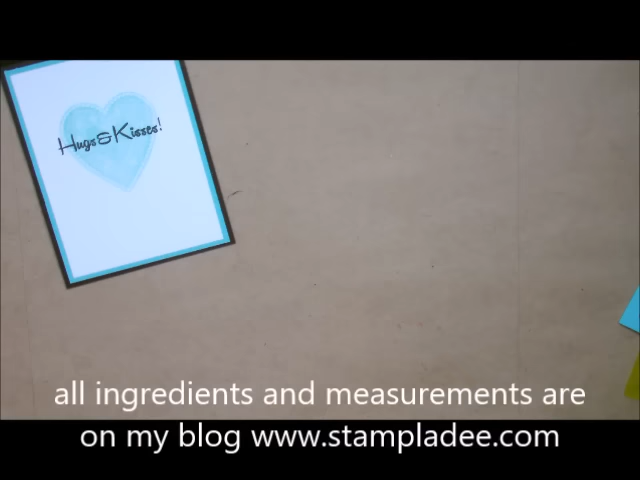 Hugs & Kisses!
all ingredients and measurements are
on my blog www.stampladee.com